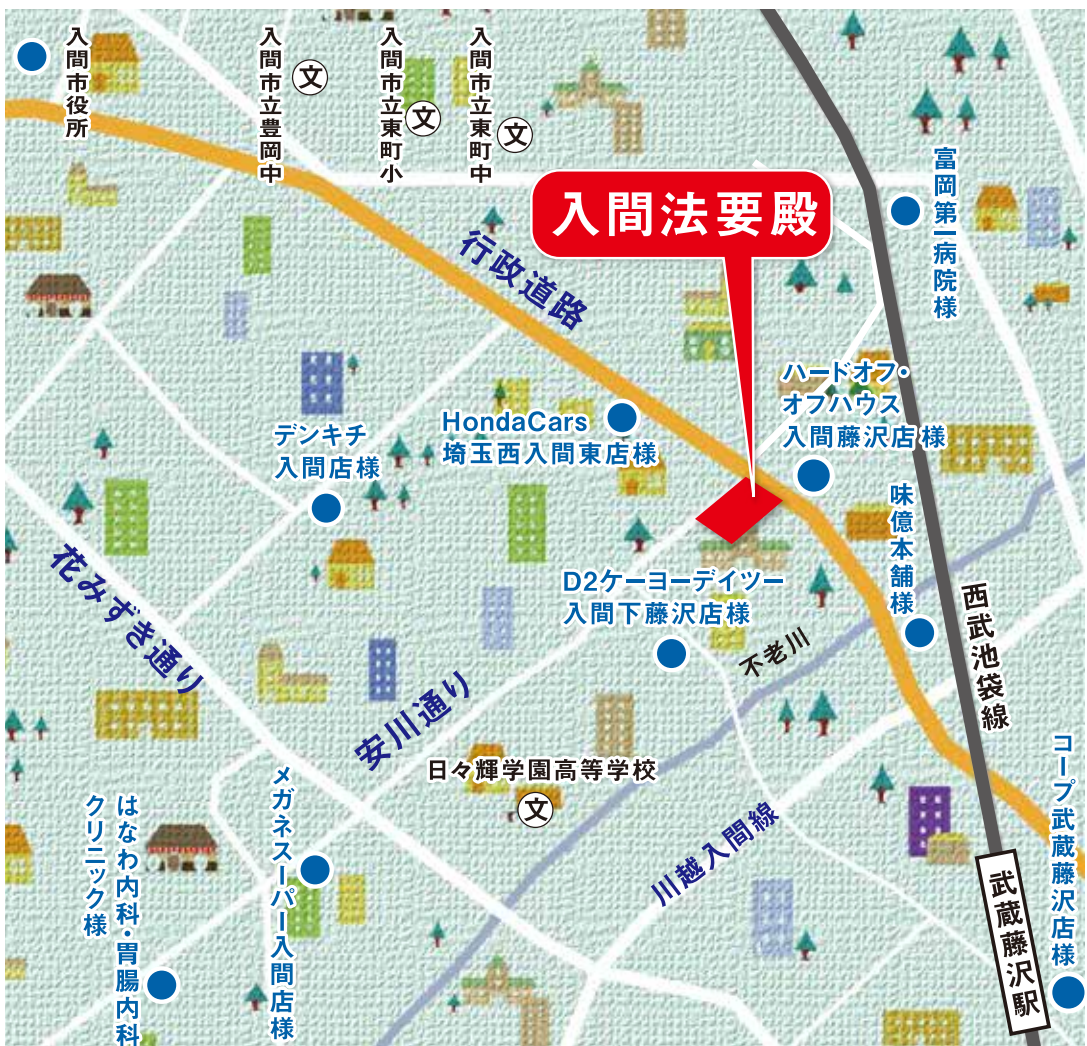 入間市役所
入間市立豊岡中
文
入間市立東町小
文
入間市立東町中
文
富岡第一病院様
入間法要殿
行政道路
ハードオフ・
オフハウス
入間藤沢店様
HondaCars
埼玉西入間東店様
デンキチ
入間店様
味億本舗様
花みずき通り
D2ケーヨーデイツー
入間下藤沢店様
不老川
西武池袋線
安川通り
日々輝学園高等学校
文
川越入間線
コープ武蔵藤沢店様
メガネスーパー入間店様
はなわ内科・胃腸内科
クリニック様
武蔵藤沢駅